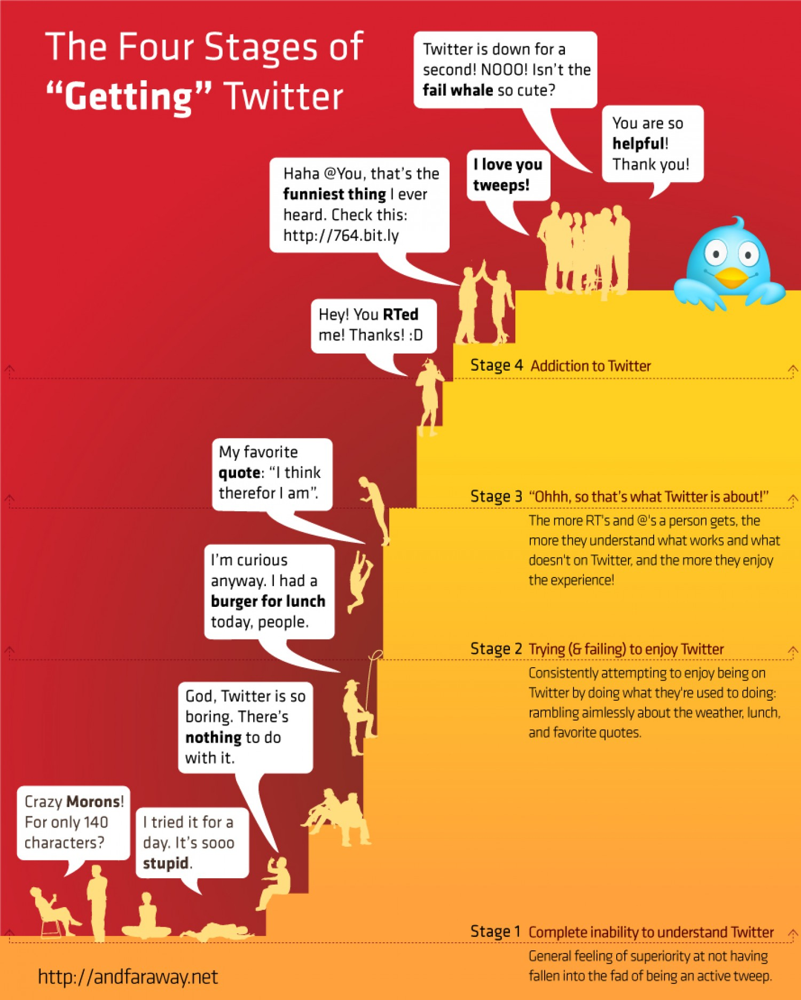 The Four Stages of
“Getting” Twitter
Twitter is down for a
second! NOOO! Isn’t the
fail whale so cute?
You are so
helpful!
Thank you!
I love you
tweeps!
Haha @You, that’s the
funniest thing I ever
heard. Check this:
http://764.bit.ly
Hey! You RTed
me! Thanks! :D
Stage 4 Addiction to Twitter
My favorite
quote: “I think
therefor I am”.
Stage 3 “Ohhh, so that’s what Twitter is about!”
The more RT's and @'s a person gets, the
more they understand what works and what
doesn't on Twitter, and the more they enjoy
the experience!
I’m curious
anyway. I had a
burger for lunch
today, people.
Stage 2 Trying (& failing) to enjoy Twitter
Consistently attempting to enjoy being on
Twitter by doing what they're used to doing:
rambling aimlessly about the weather, lunch,
and favorite quotes.
God, Twitter is so
boring. There’s
nothing to do
with it.
Crazy Morons!
For only 140
characters?
I tried it for a
day. It’s sooo
stupid.
Stage 1 Complete inability to understand Twitter
General feeling of superiority at not having
fallen into the fad of being an active tweep.
http://andfaraway.net